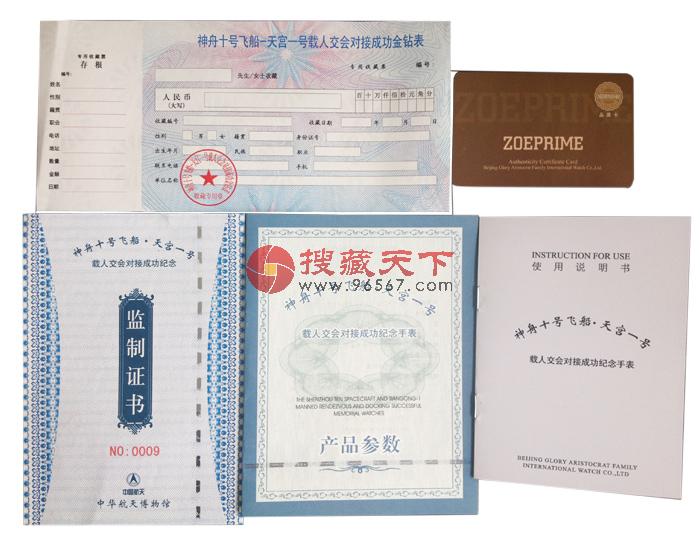 神舟十号飞船-天宫一号载人交会对接成功金钻表
专用收藏票
存根
编号:
姓名
性别
籍贯
职业
电话
地址
数量
金额
日期
先生/女士收藏
专用收藏票 编号:
人民币
(大写)
百十万仟佰拾元角分
收藏编号
收藏日期 年 月 日
性别 男 女 籍贯 身份证号
出生年月 民族 职业
联系电话 手机
单位名称
收藏专用章
ZOEPRIME
品鉴卡
ZOEPRIME
Authenticity Certificate Card
Beijing Glory Aristocrat Family International Watch Co.,Ltd.
神舟十号飞船·天宫一号
载人交会对接成功纪念
监制证书
NO:0009
中国航天
中华航天博物馆
搜藏天下
www.96567.com
神舟十号飞船·天宫一号
载人交会对接成功纪念手表
THE SHENZHOU TEN SPACECRAFT AND TIANGONG-1
MANNED RENDEZVOUS AND DOCKING SUCCESSFUL
MEMORIAL WATCHES
产品参数
INSTRUCTION FOR USE
使用说明书
神舟十号飞船·天宫一号
载人交会对接成功纪念手表
BEIJING GLORY ARISTOCRAT FAMILY
INTERNATIONAL WATCH CO.,LTD